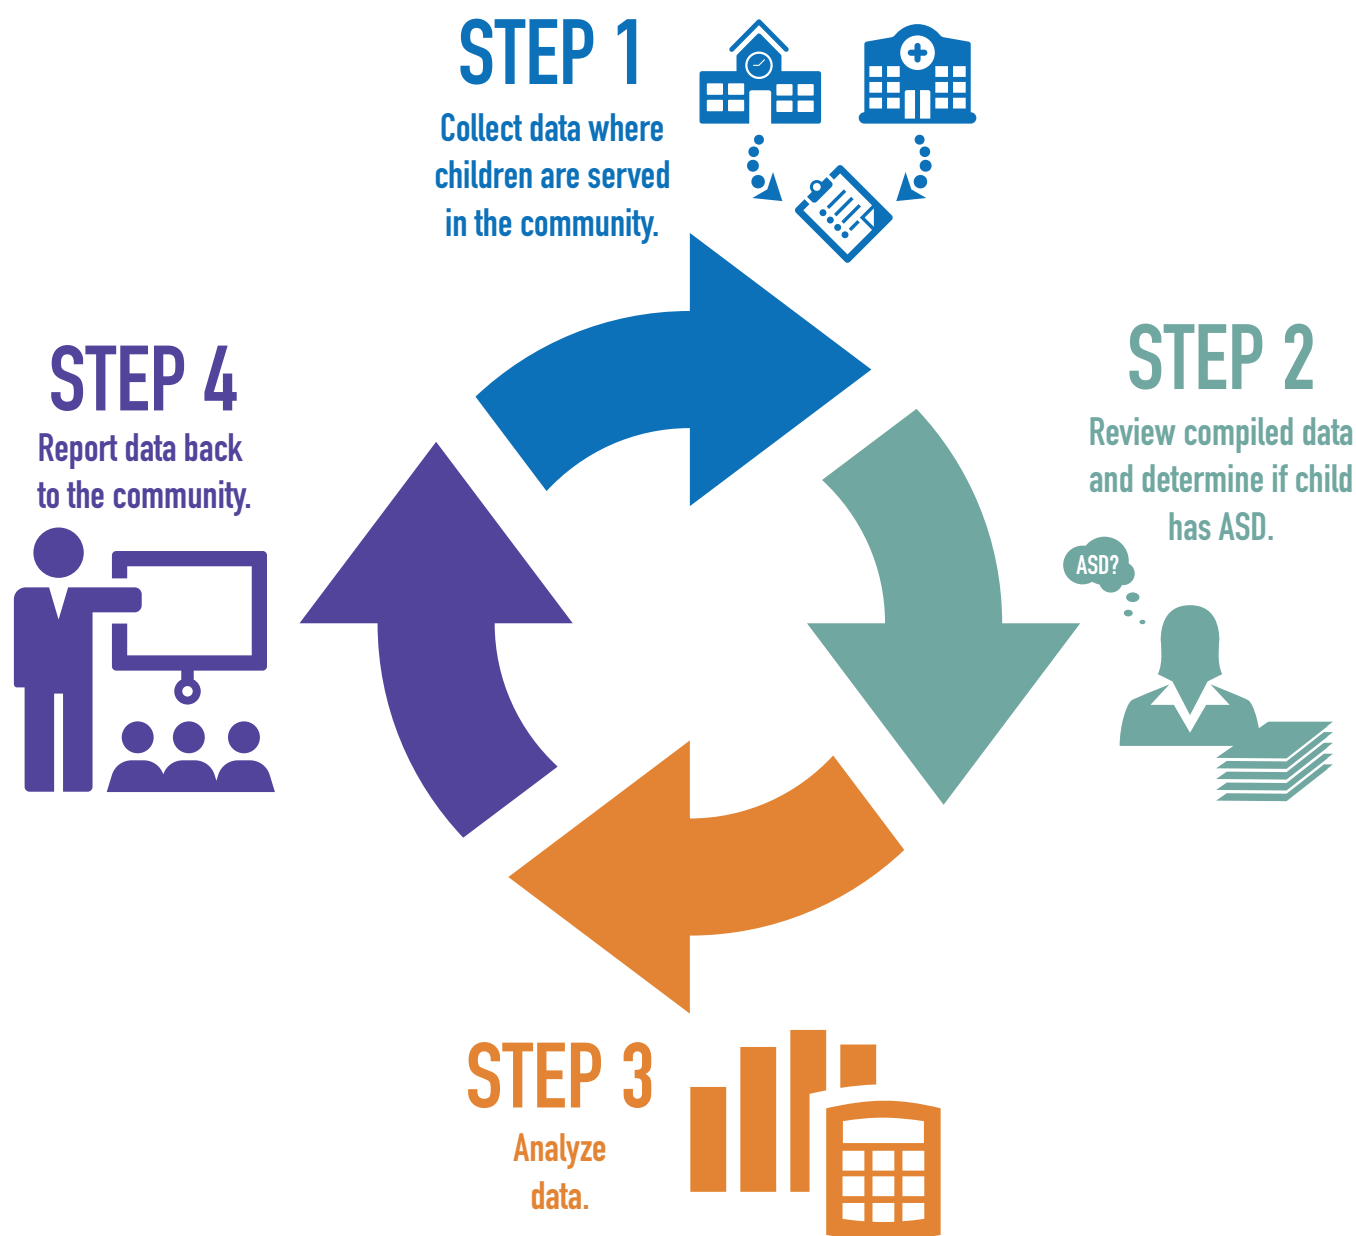 STEP 1
Collect data where
children are served
in the community.
STEP 2
Review compiled data
and determine if child
has ASD.
ASD?
STEP 3
Analyze
data.
STEP 4
Report data back
to the community.